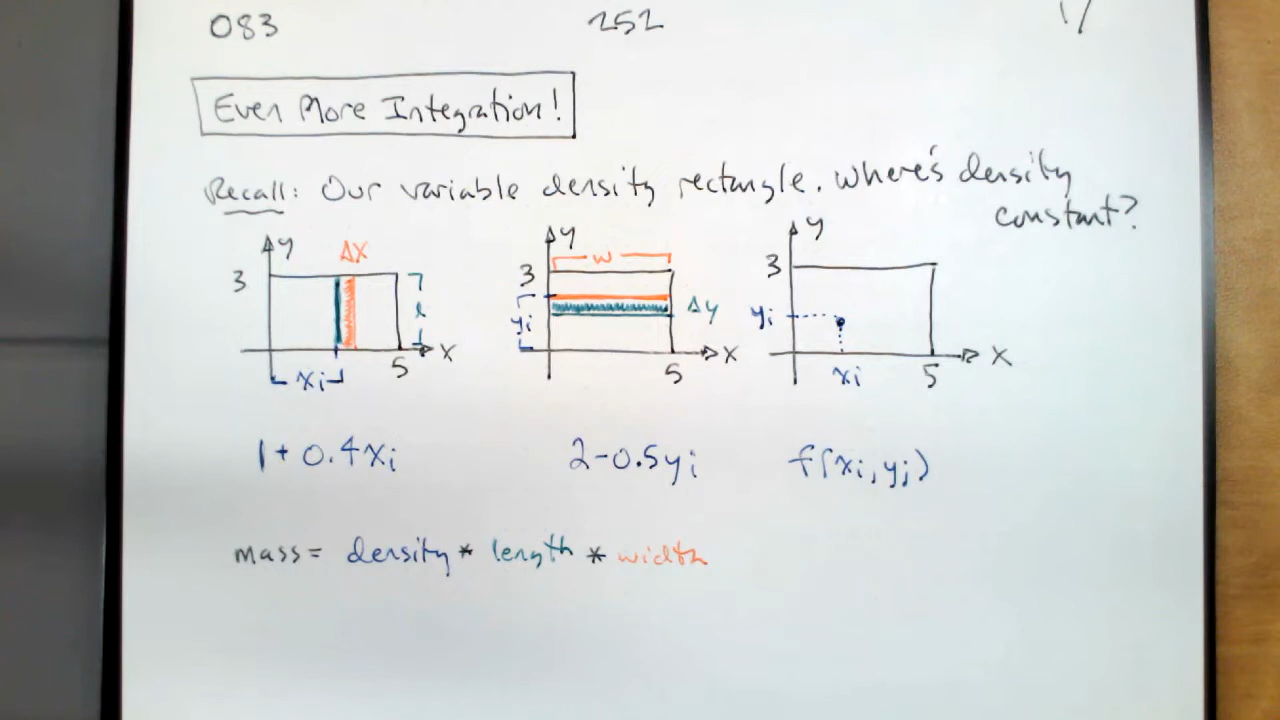 083 252 1/
Even More Integration!
Recall: Our variable density rectangle. Where's density
constant?
y Δx 3 l x xi 5
y w 3 yi Δy x 5
y 3 yi x xi 5
1+0.4xi 2-0.5yi f(xi,yj)
mass = density * length * width